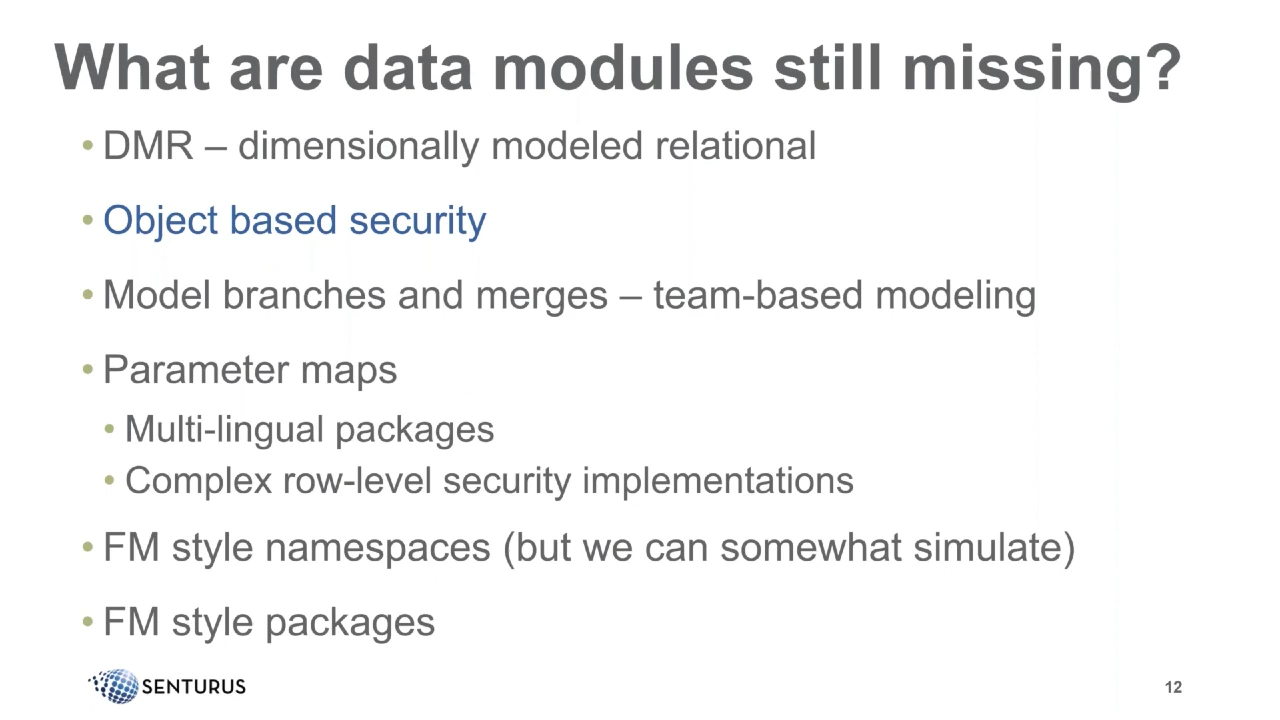 What are data modules still missing?
• DMR – dimensionally modeled relational
• Object based security
• Model branches and merges – team-based modeling
• Parameter maps
• Multi-lingual packages
• Complex row-level security implementations
• FM style namespaces (but we can somewhat simulate)
• FM style packages
SENTURUS
12